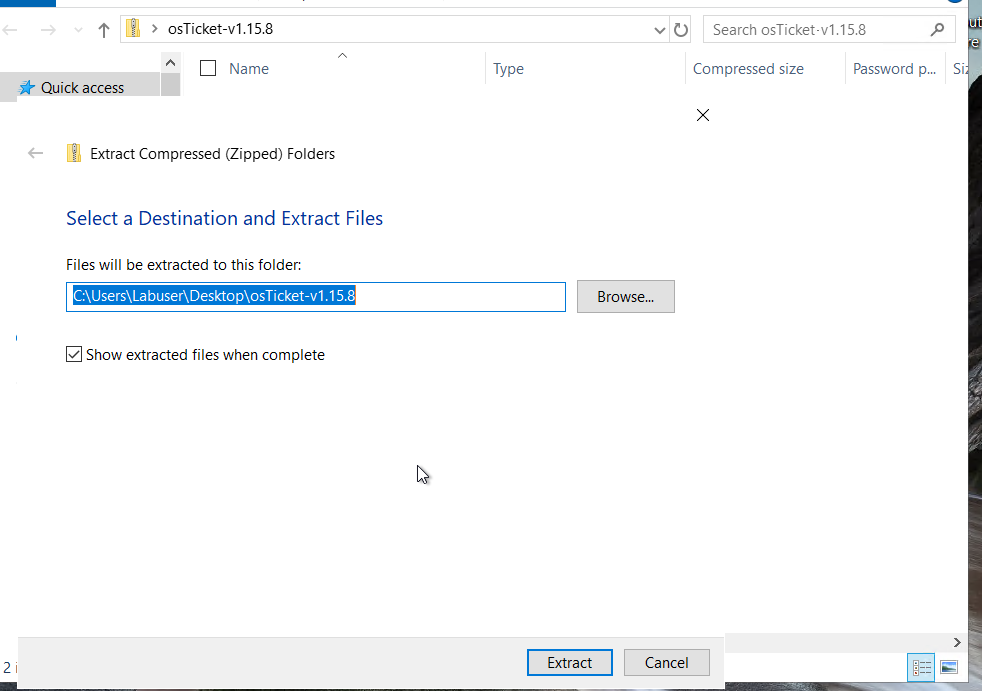 osTicket-v1.15.8
Search osTicket-v1.15.8
Name
Type
Compressed size
Password p...
Quick access
Extract Compressed (Zipped) Folders
Select a Destination and Extract Files
Files will be extracted to this folder:
C:\Users\Labuser\Desktop\osTicket-v1.15.8
Browse...
Show extracted files when complete
2
Extract
Cancel